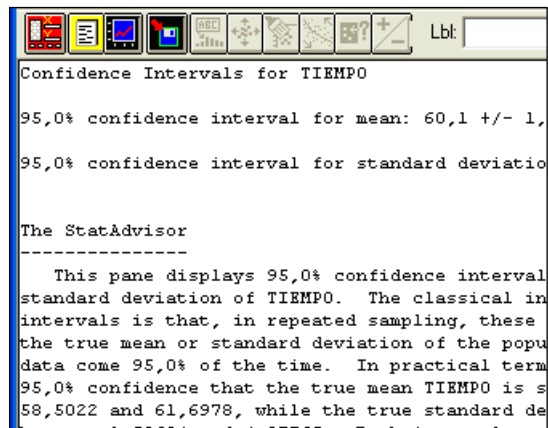 ABC
Lbl:
Confidence Intervals for TIEMPO
95,0% confidence interval for mean: 60,1 +/- 1,
95,0% confidence interval for standard deviatio
The StatAdvisor
---------------
This pane displays 95,0% confidence interval
standard deviation of TIEMPO.  The classical in
intervals is that, in repeated sampling, these
the true mean or standard deviation of the popu
data come 95,0% of the time.  In practical term
95,0% confidence that the true mean TIEMPO is s
58,5022 and 61,6978, while the true standard de